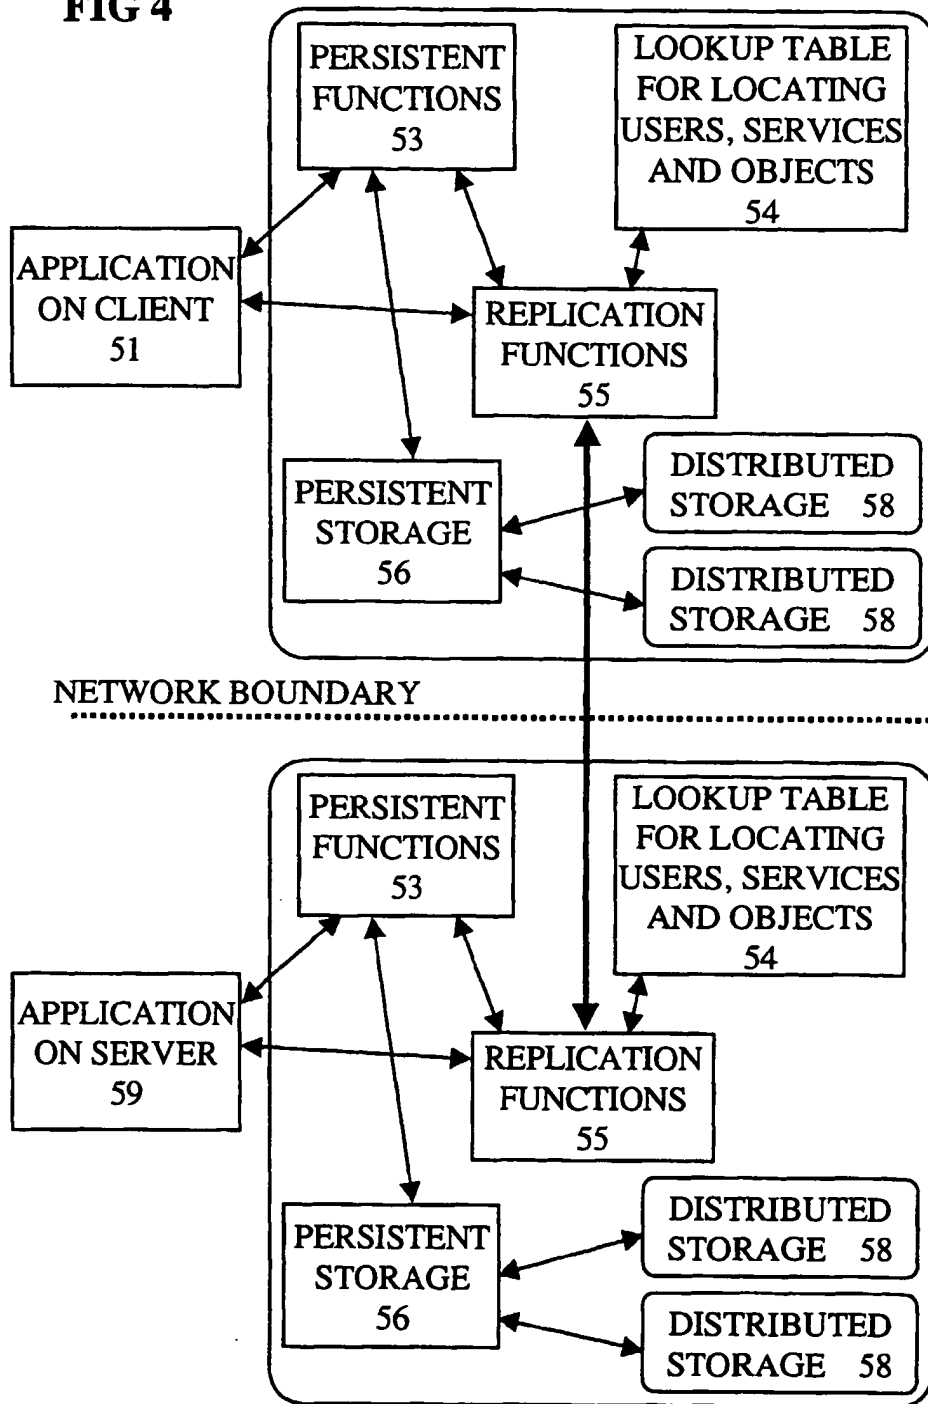 FIG 4
PERSISTENT
FUNCTIONS
53
LOOKUP TABLE
FOR LOCATING
USERS, SERVICES
AND OBJECTS
54
APPLICATION
ON CLIENT
51
REPLICATION
FUNCTIONS
55
PERSISTENT
STORAGE
56
DISTRIBUTED
STORAGE 58
DISTRIBUTED
STORAGE 58
NETWORK BOUNDARY
PERSISTENT
FUNCTIONS
53
LOOKUP TABLE
FOR LOCATING
USERS, SERVICES
AND OBJECTS
54
APPLICATION
ON SERVER
59
REPLICATION
FUNCTIONS
55
PERSISTENT
STORAGE
56
DISTRIBUTED
STORAGE 58
DISTRIBUTED
STORAGE 58